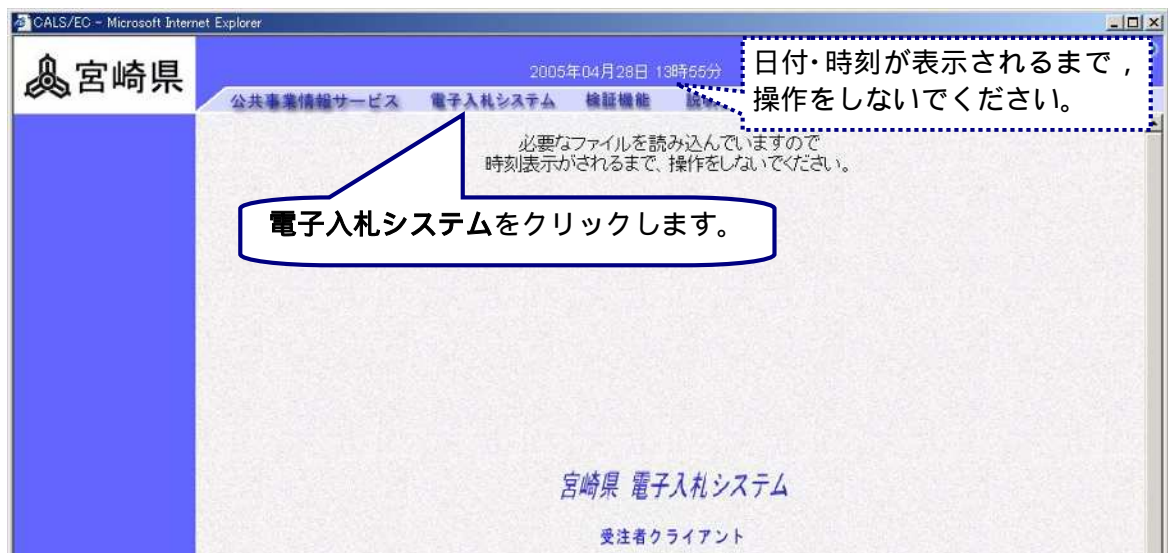 CALS/EC - Microsoft Internet Explorer
宮崎県
2005年04月28日 13時55分
日付・時刻が表示されるまで，
操作をしないでください。
公共事業情報サービス 電子入札システム 検証機能 説
必要なファイルを読み込んでいますので
時刻表示がされるまで、操作をしないでください。
電子入札システムをクリックします。
宮崎県 電子入札システム
受注者クライアント